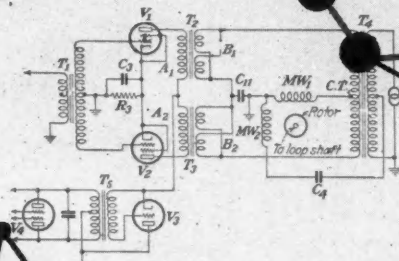 V₁
T₂
T₄
T₁
C₃
A₁
B₁
R₃
A₂
C₁₁
MW₁
C.T.
MW₂
Rotor
To loop shaft
V₂
T₃
B₂
C₄
V₄
T₅
V₃